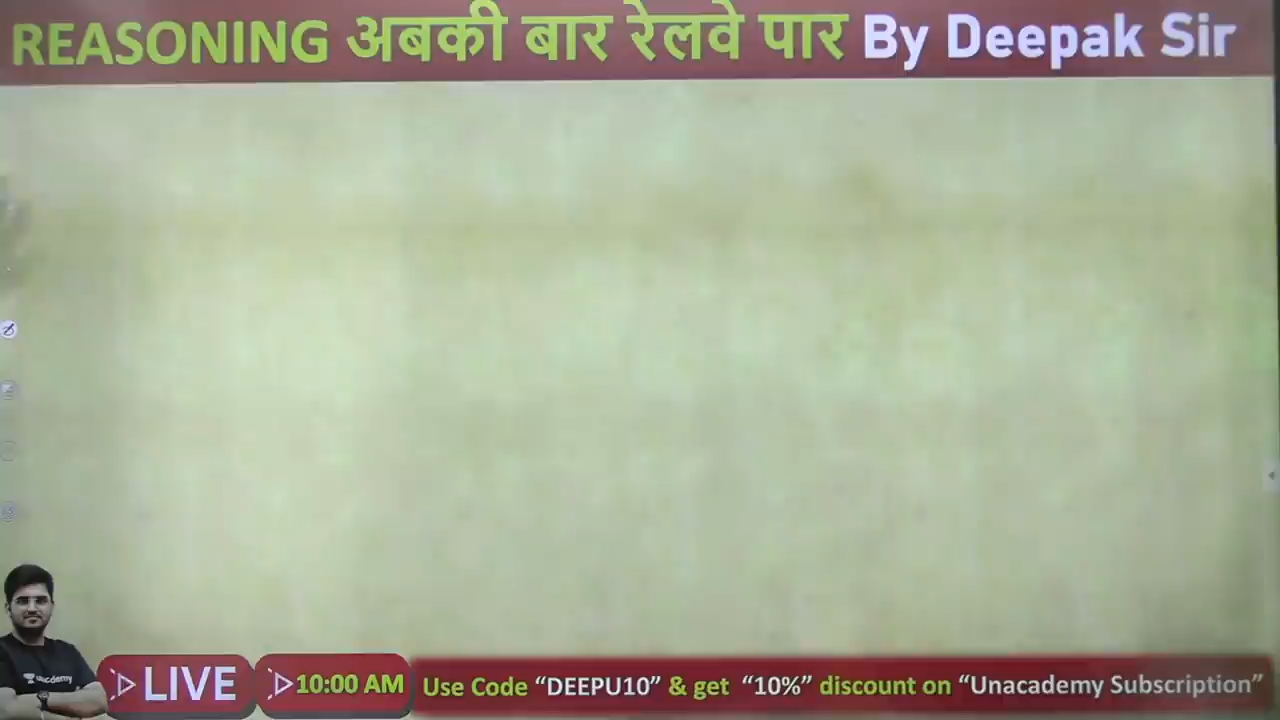 REASONING अबकी बार रेलवे पार By Deepak Sir
unacademy
LIVE
10:00 AM
Use Code “DEEPU10” & get “10%” discount on “Unacademy Subscription”